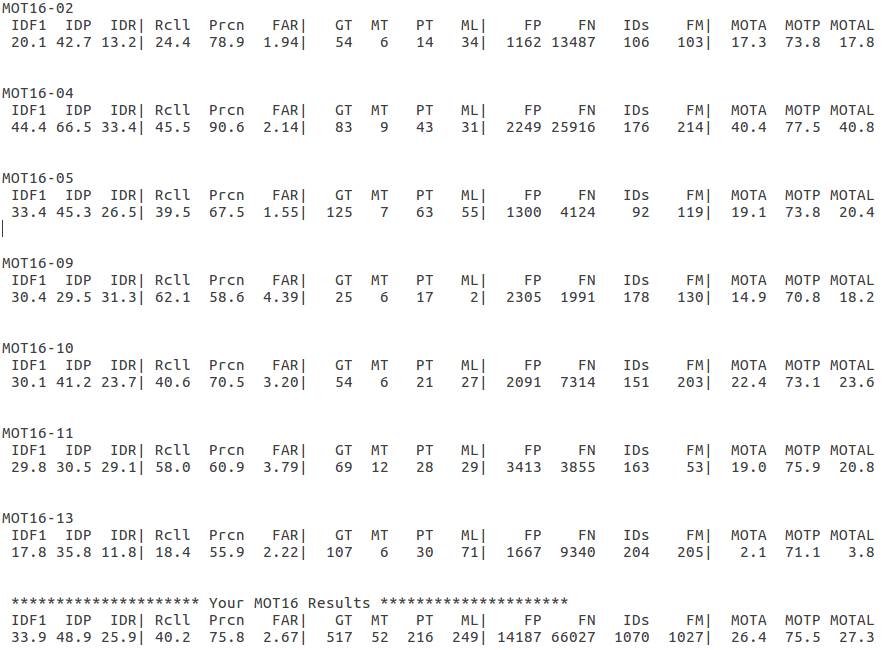 MOT16-02
IDF1 IDP IDR| Rcll Prcn FAR| GT MT PT ML| FP FN IDs FM| MOTA MOTP MOTAL
20.1 42.7 13.2| 24.4 78.9 1.94| 54 6 14 34| 1162 13487 106 103| 17.3 73.8 17.8
MOT16-04
IDF1 IDP IDR| Rcll Prcn FAR| GT MT PT ML| FP FN IDs FM| MOTA MOTP MOTAL
44.4 66.5 33.4| 45.5 90.6 2.14| 83 9 43 31| 2249 25916 176 214| 40.4 77.5 40.8
MOT16-05
IDF1 IDP IDR| Rcll Prcn FAR| GT MT PT ML| FP FN IDs FM| MOTA MOTP MOTAL
33.4 45.3 26.5| 39.5 67.5 1.55| 125 7 63 55| 1300 4124 92 119| 19.1 73.8 20.4
MOT16-09
IDF1 IDP IDR| Rcll Prcn FAR| GT MT PT ML| FP FN IDs FM| MOTA MOTP MOTAL
30.4 29.5 31.3| 62.1 58.6 4.39| 25 6 17 2| 2305 1991 178 130| 14.9 70.8 18.2
MOT16-10
IDF1 IDP IDR| Rcll Prcn FAR| GT MT PT ML| FP FN IDs FM| MOTA MOTP MOTAL
30.1 41.2 23.7| 40.6 70.5 3.20| 54 6 21 27| 2091 7314 151 203| 22.4 73.1 23.6
MOT16-11
IDF1 IDP IDR| Rcll Prcn FAR| GT MT PT ML| FP FN IDs FM| MOTA MOTP MOTAL
29.8 30.5 29.1| 58.0 60.9 3.79| 69 12 28 29| 3413 3855 163 53| 19.0 75.9 20.8
MOT16-13
IDF1 IDP IDR| Rcll Prcn FAR| GT MT PT ML| FP FN IDs FM| MOTA MOTP MOTAL
17.8 35.8 11.8| 18.4 55.9 2.22| 107 6 30 71| 1667 9340 204 205| 2.1 71.1 3.8
********************* Your MOT16 Results *********************
IDF1 IDP IDR| Rcll Prcn FAR| GT MT PT ML| FP FN IDs FM| MOTA MOTP MOTAL
33.9 48.9 25.9| 40.2 75.8 2.67| 517 52 216 249| 14187 66027 1070 1027| 26.4 75.5 27.3